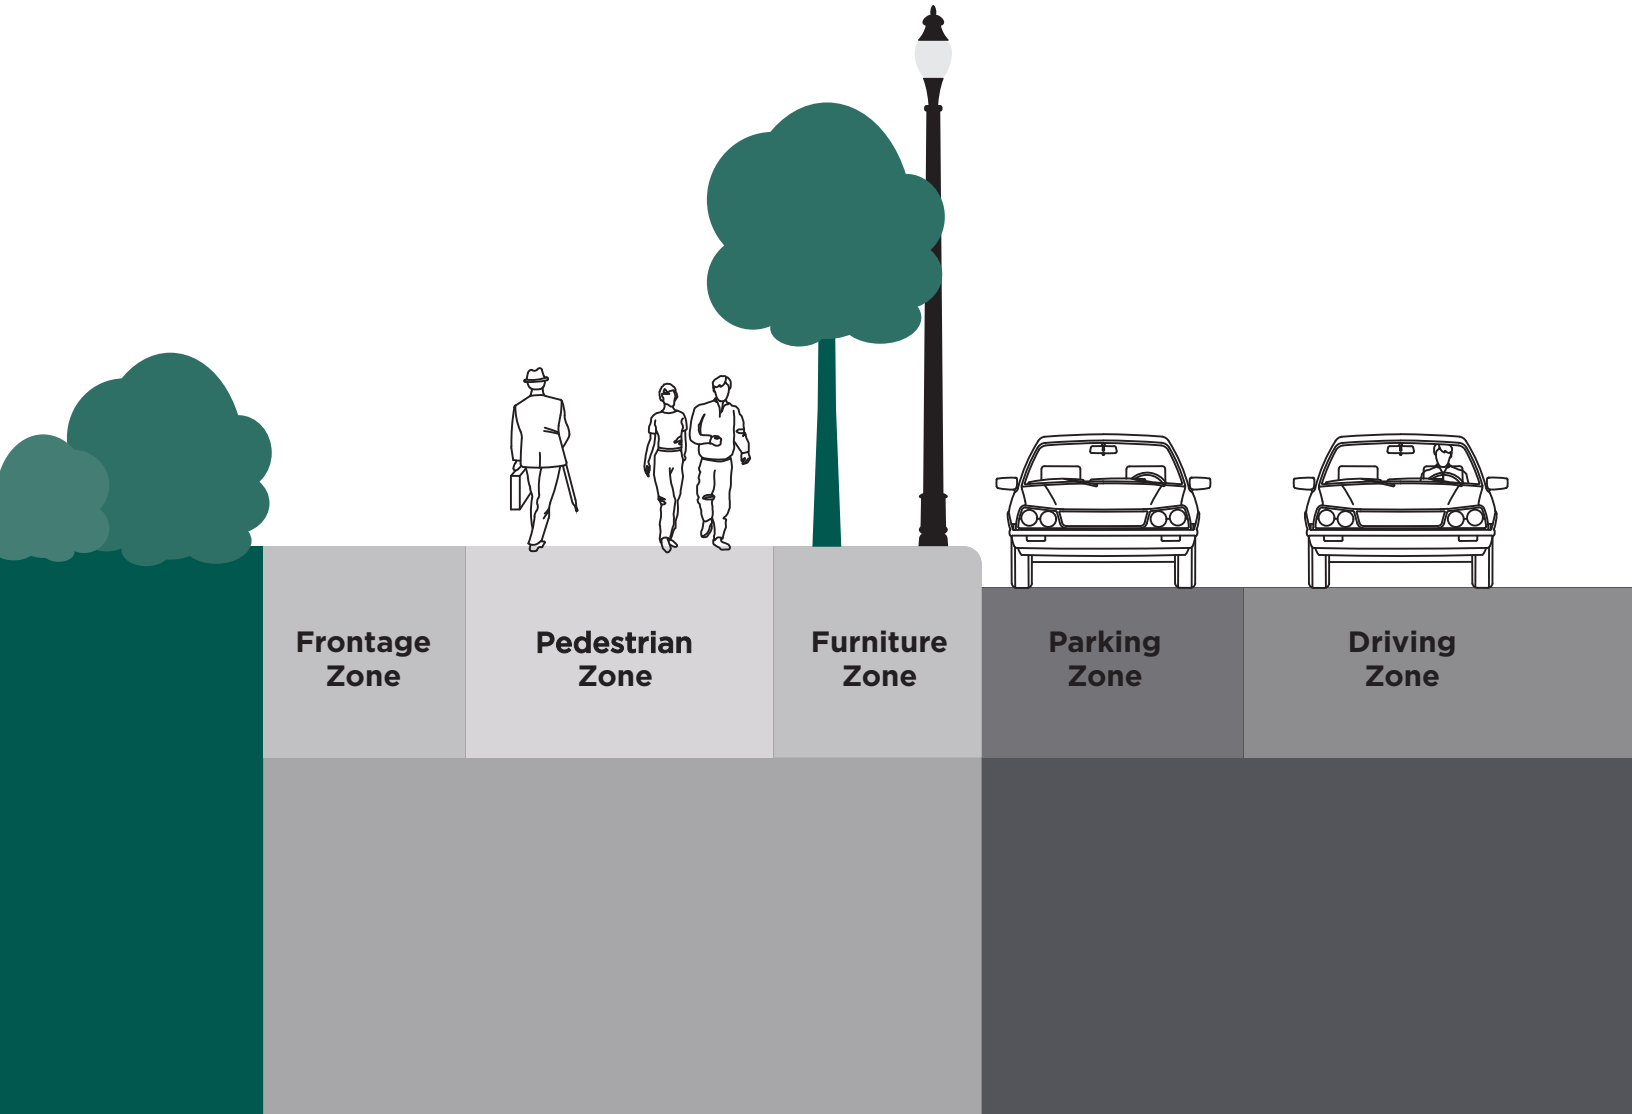 Frontage
Zone
Pedestrian
Zone
Furniture
Zone
Parking
Zone
Driving
Zone